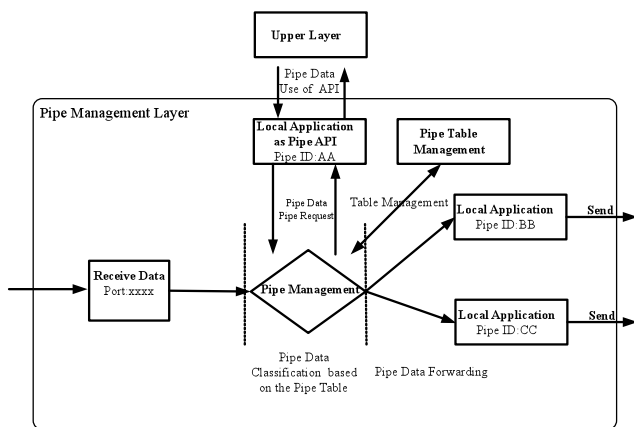 Upper Layer
Pipe Data
Use of API
Pipe Management Layer
Local Application
as Pipe API
Pipe ID:AA
Pipe Table
Management
Pipe Data
Pipe Request
Table Management
Local Application
Pipe ID:BB
Send
Receive Data
Port:xxxx
Pipe Management
Local Application
Pipe ID:CC
Send
Pipe Data
Classification based
on the Pipe Table
Pipe Data Forwarding